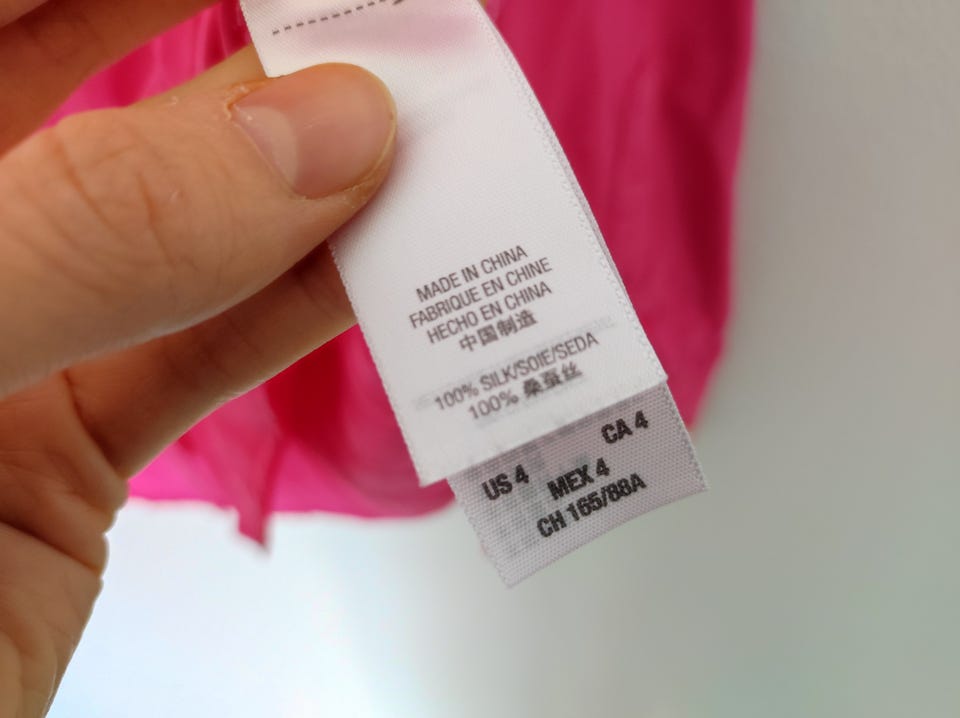 MADE IN CHINA
FABRIQUE EN CHINE
HECHO EN CHINA
中国制造
100% SILK/SOIE/SEDA
100% 桑蚕丝
US 4 CA 4
MEX 4
CH 165/88A